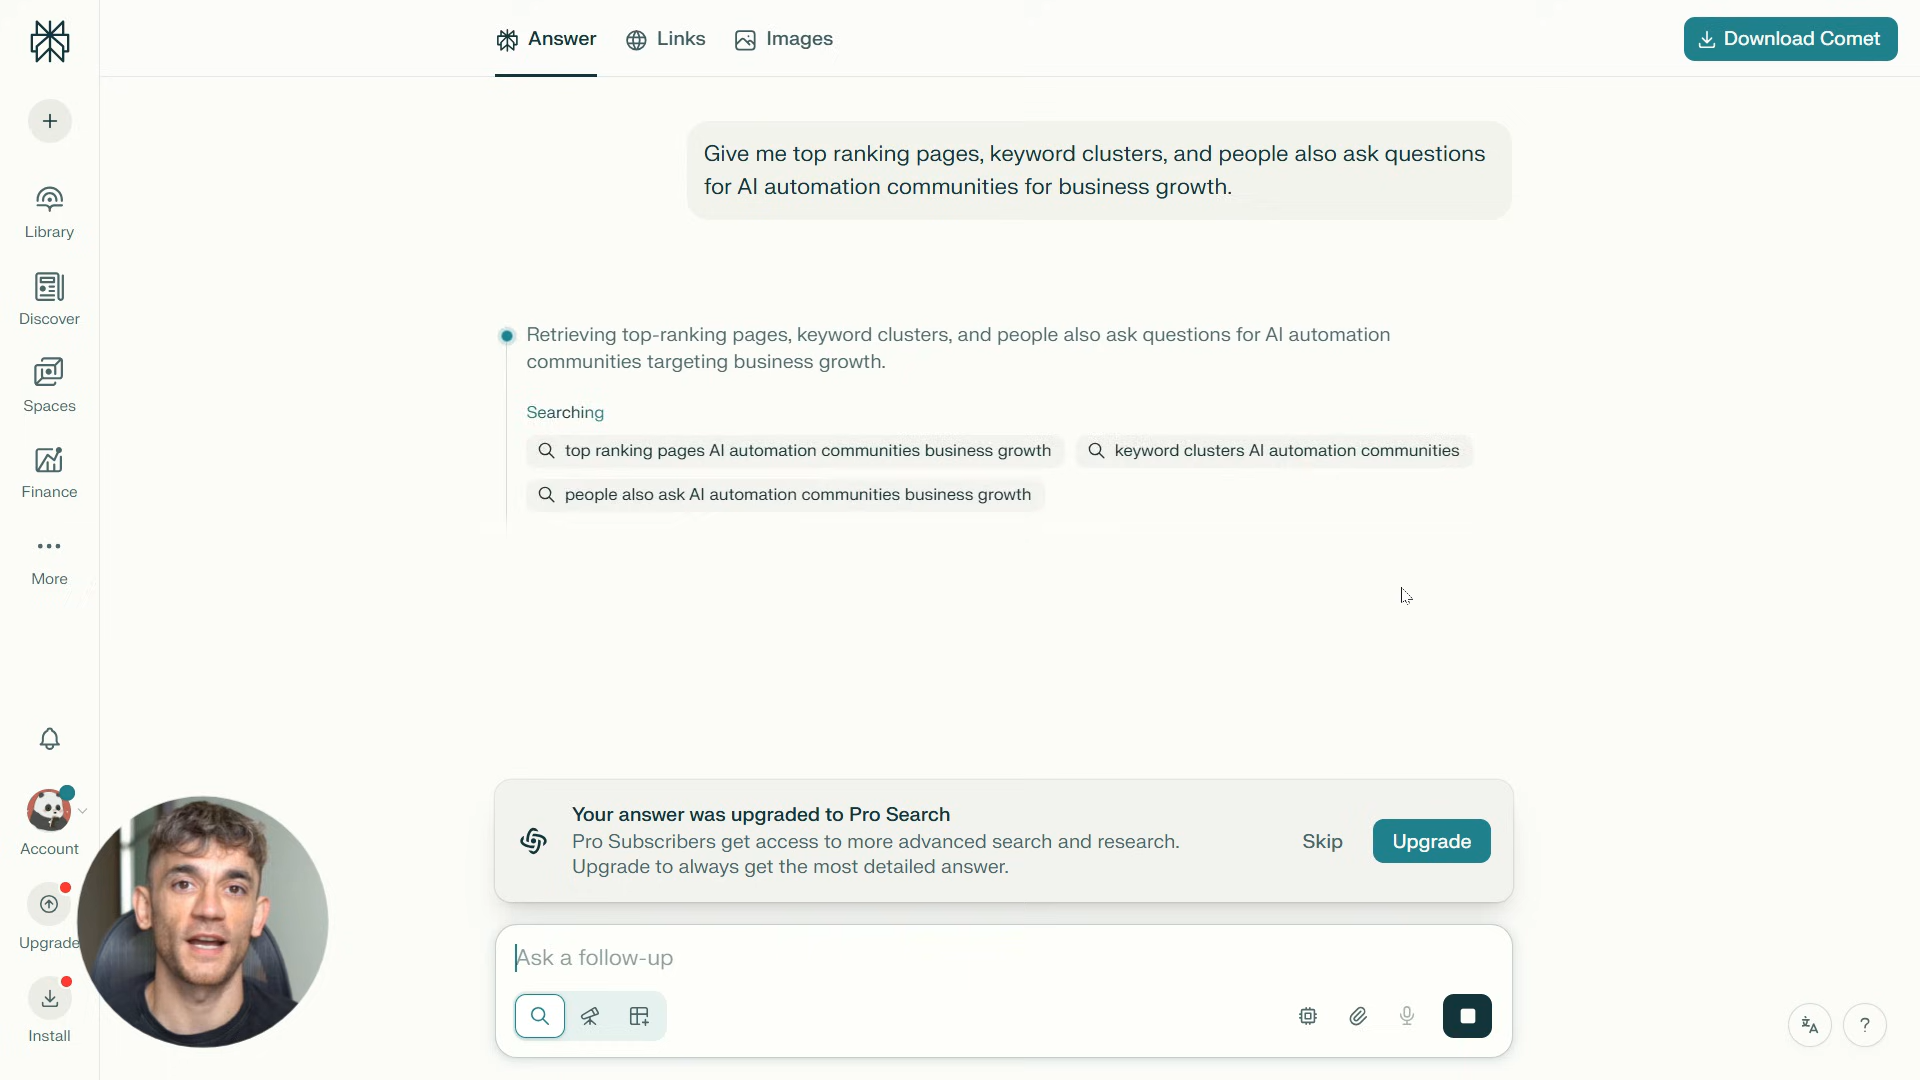 Answer
Links
Images
Download Comet
Library
Discover
Spaces
Finance
More
Account
Upgrade
Install
Give me top ranking pages, keyword clusters, and people also ask questions
for AI automation communities for business growth.
Retrieving top-ranking pages, keyword clusters, and people also ask questions for AI automation
communities targeting business growth.
Searching
top ranking pages AI automation communities business growth
keyword clusters AI automation communities
people also ask AI automation communities business growth
Your answer was upgraded to Pro Search
Pro Subscribers get access to more advanced search and research.
Upgrade to always get the most detailed answer.
Skip
Upgrade
Ask a follow-up
?